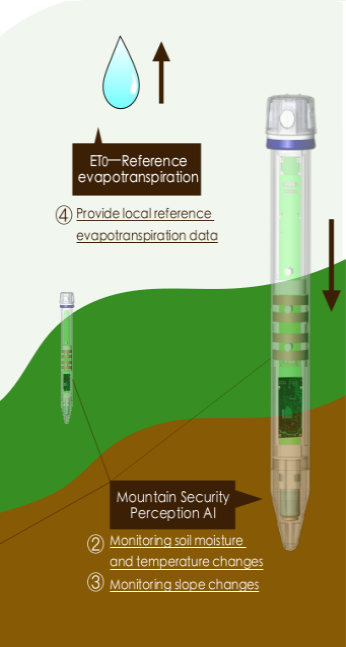 ET0—Reference
evapotranspiration
④ Provide local reference
evapotranspiration data
Mountain Security
Perception AI
② Monitoring soil moisture
and temperature changes
③ Monitoring slope changes